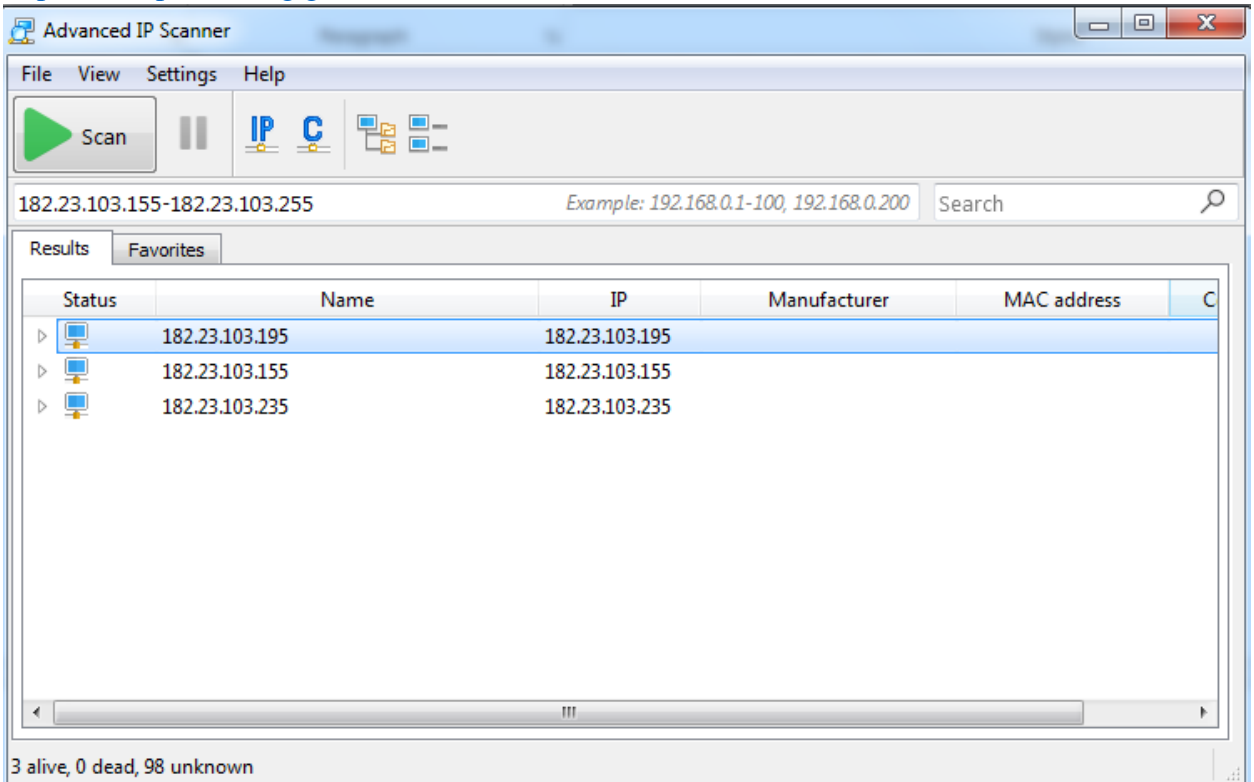 Advanced IP Scanner
File View Settings Help
Scan IP C
182.23.103.155-182.23.103.255 Example: 192.168.0.1-100, 192.168.0.200 Search
Results Favorites
Status Name IP Manufacturer MAC address
182.23.103.195 182.23.103.195
182.23.103.155 182.23.103.155
182.23.103.235 182.23.103.235
3 alive, 0 dead, 98 unknown